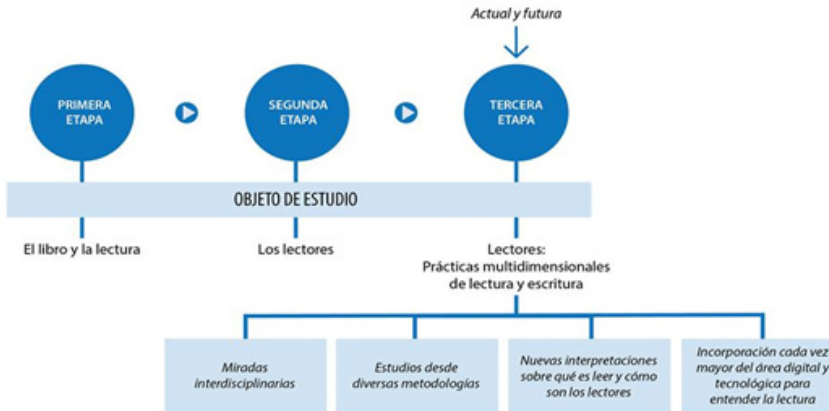 Actual y futura
PRIMERA
ETAPA
SEGUNDA
ETAPA
TERCERA
ETAPA
OBJETO DE ESTUDIO
El libro y la lectura
Los lectores
Lectores:
Prácticas multidimensionales
de lectura y escritura
Miradas
interdisciplinarias
Estudios desde
diversas metodologías
Nuevas interpretaciones
sobre qué es leer y cómo
son los lectores
Incorporación cada vez
mayor del área digital y
tecnológica para
entender la lectura